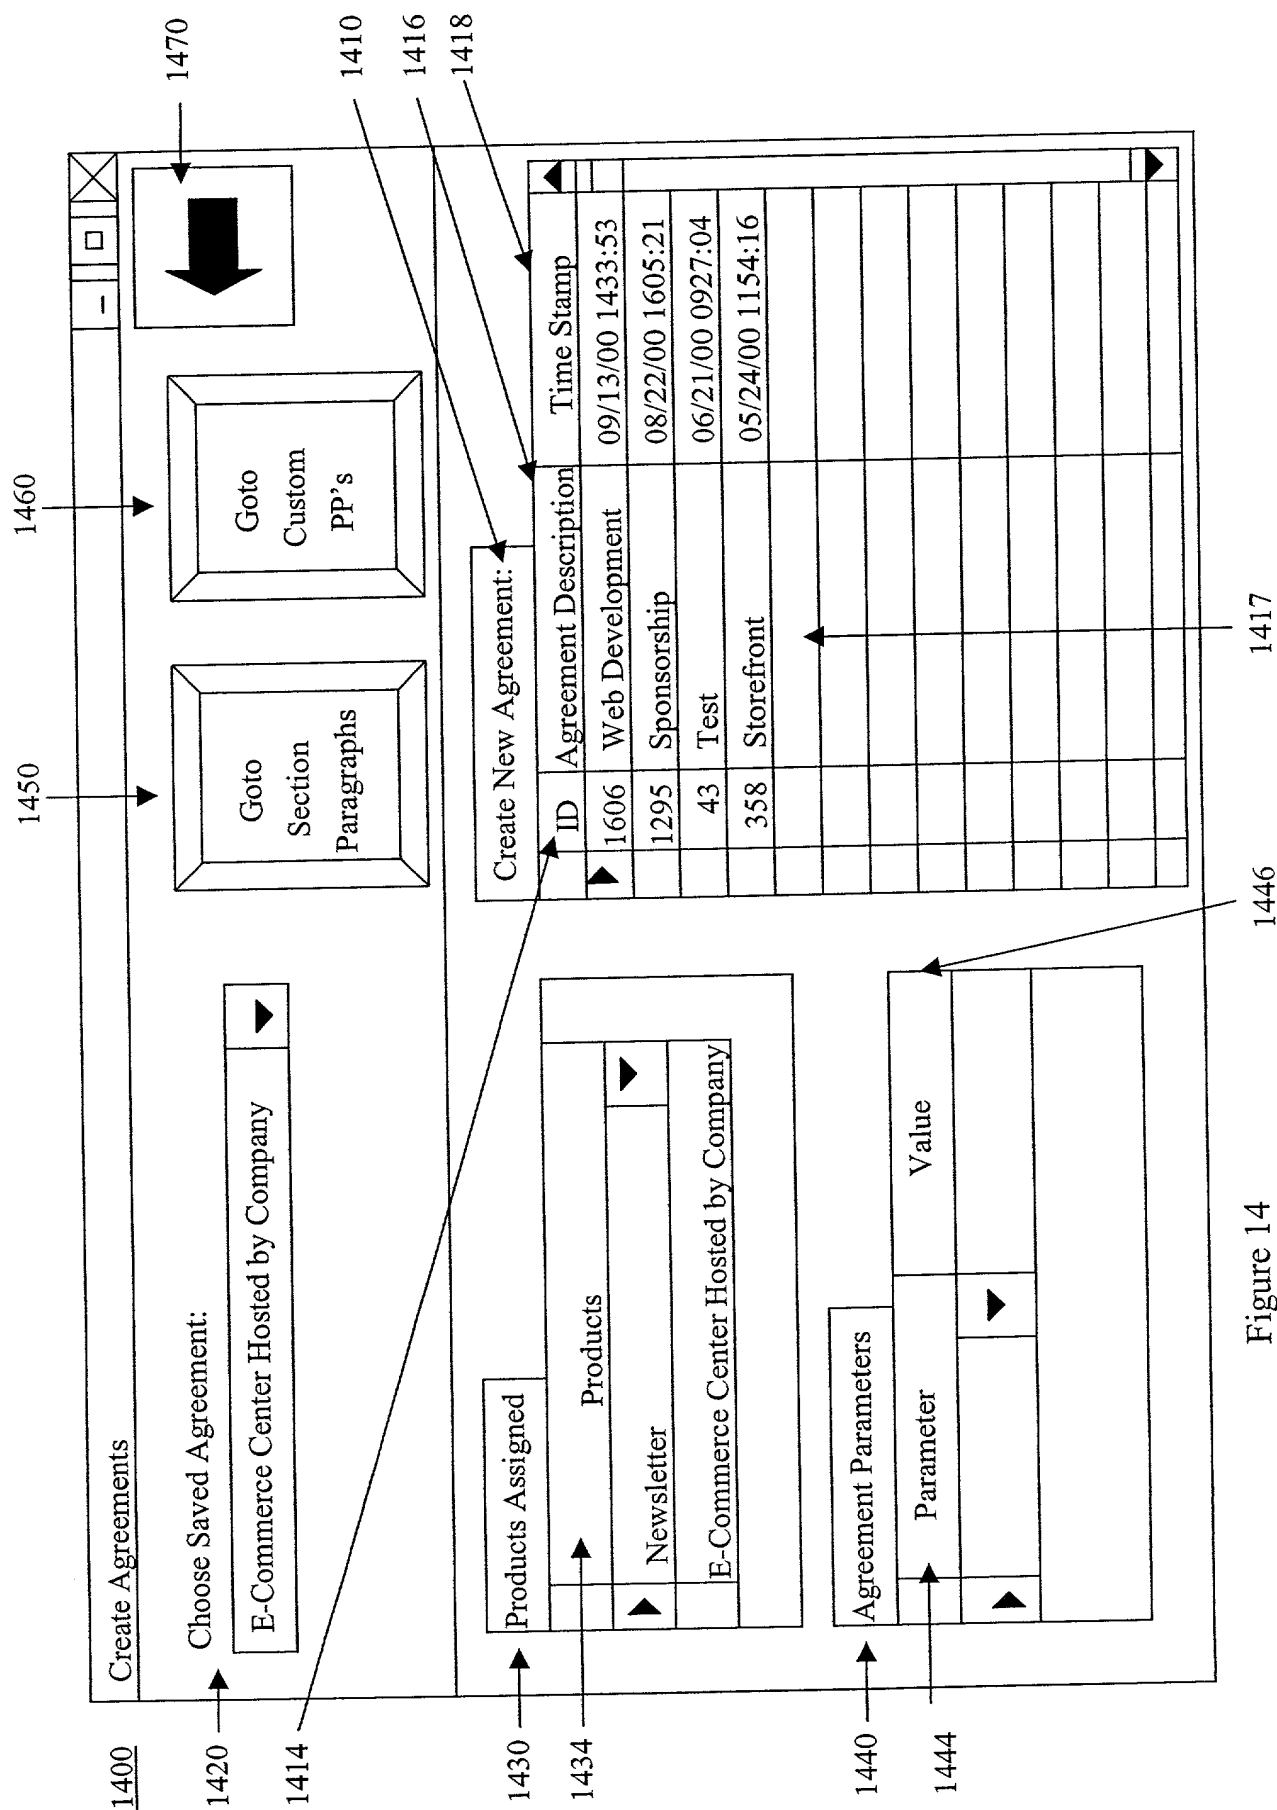 1400
Create Agreements
1420
Choose Saved Agreement:
E-Commerce Center Hosted by Company
1450
Goto
Section
Paragraphs
1460
Goto
Custom
PP's
1470
1414
1410
1416
1418
Create New Agreement:
ID Agreement Description Time Stamp
1606 Web Development 09/13/00 1433:53
1295 Sponsorship 08/22/00 1605:21
43 Test 06/21/00 0927:04
358 Storefront 05/24/00 1154:16
1417
1430
Products Assigned
1434
Products
Newsletter
E-Commerce Center Hosted by Company
1440
Agreement Parameters
1444
Parameter Value
1446
Figure 14